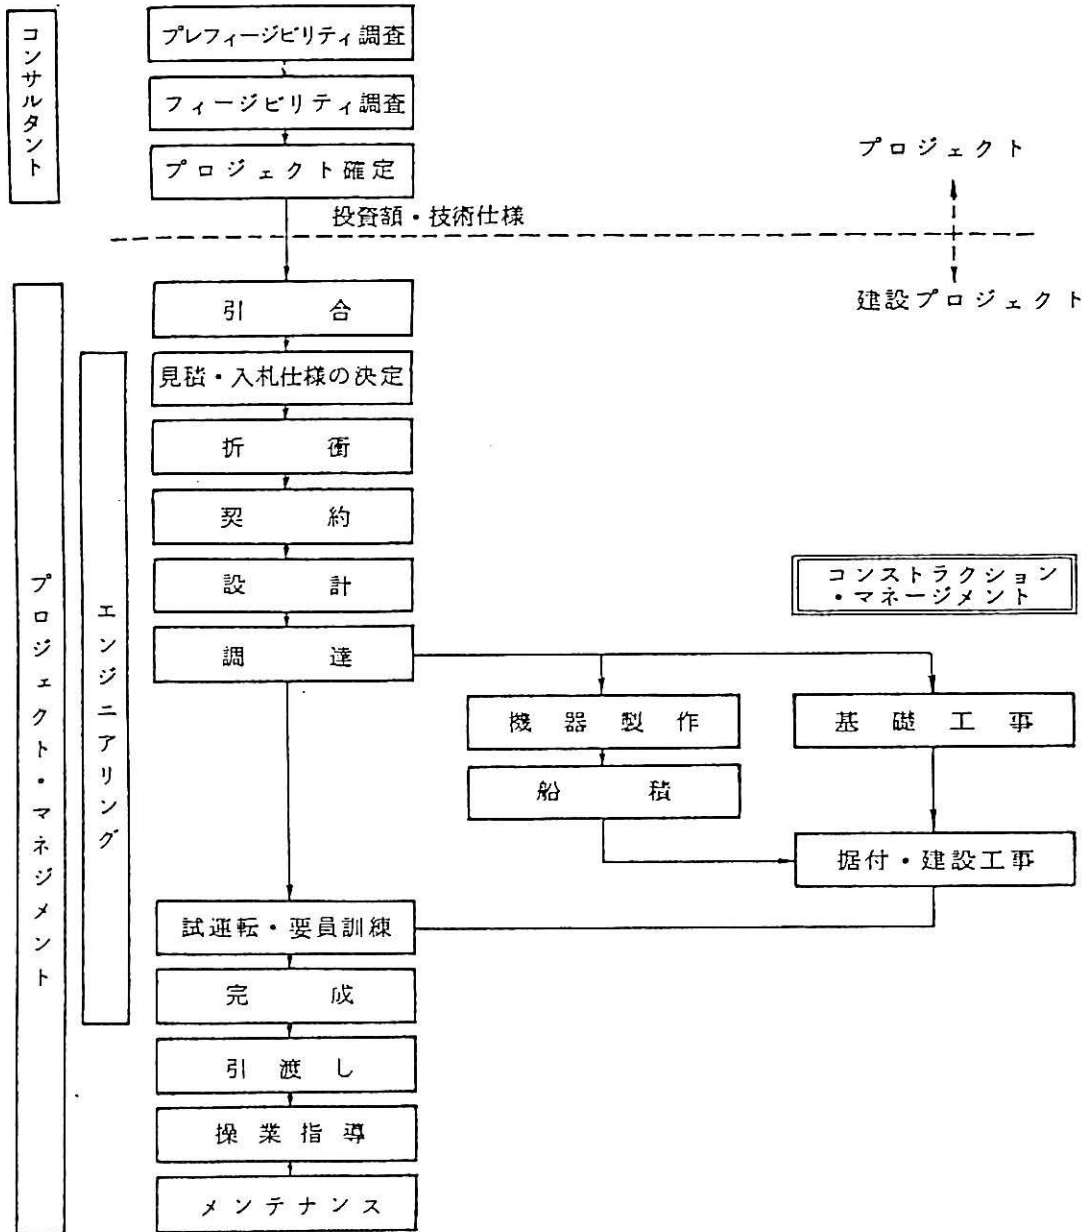 コンサルタント
プレフィージビリティ調査
フィージビリティ調査
プロジェクト確定
プロジェクト
投資額・技術仕様
建設プロジェクト
プロジェクト・マネジメント
エンジニアリング
引合
見積・入札仕様の決定
折衝
契約
設計
調達
コンストラクション
・マネージメント
機器製作
基礎工事
船積
据付・建設工事
試運転・要員訓練
完成
引渡し
操業指導
メンテナンス